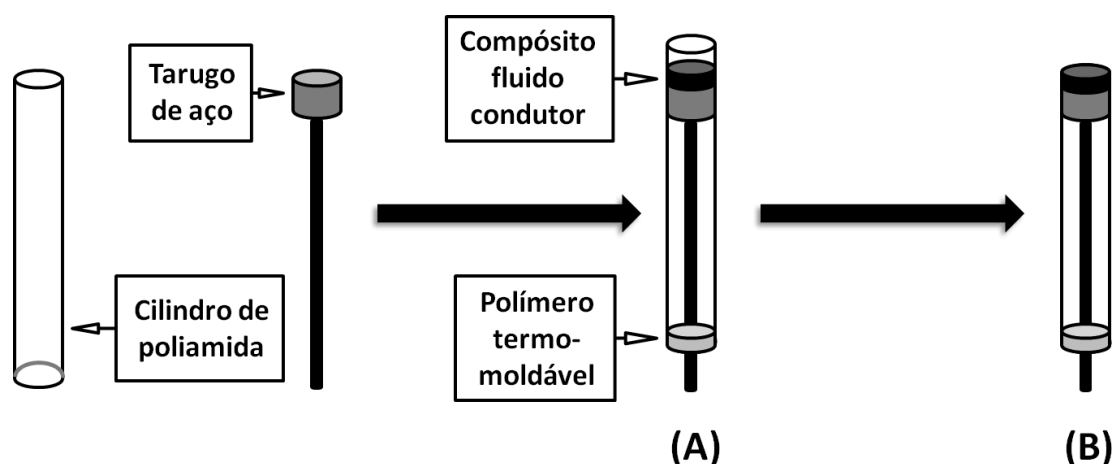 Tarugo
de aço
Cilindro de
poliamida
Compósito
fluido
condutor
Polímero
termo-
moldável
(A)
(B)